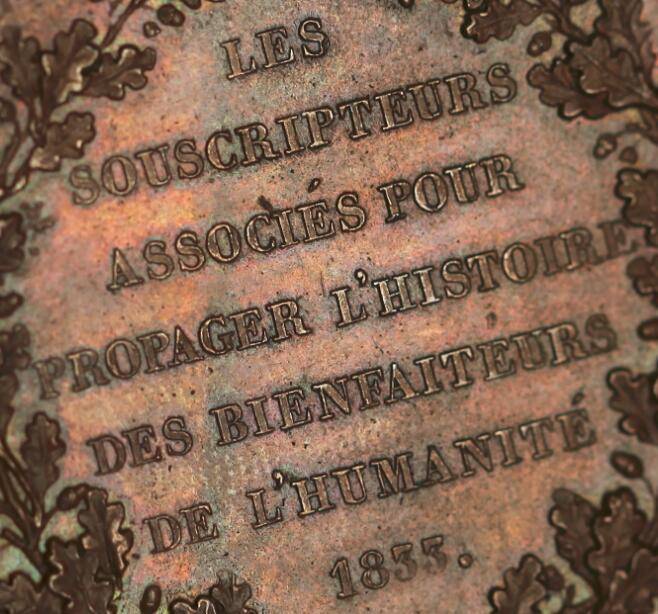 LES
SOUSCRIPTEURS
ASSOCIÉS POUR
PROPAGER L'HISTOIRE
DES BIENFAITEURS
DE L'HUMANITÉ
1833.